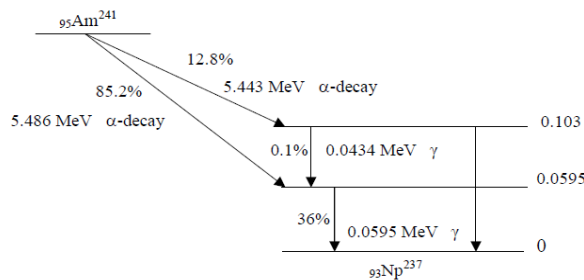 ₉₅Am²⁴¹
12.8%
5.443 MeV α-decay
85.2%
5.486 MeV α-decay
0.103
0.1% 0.0434 MeV γ
0.0595
36% 0.0595 MeV γ
0
₉₃Np²³⁷